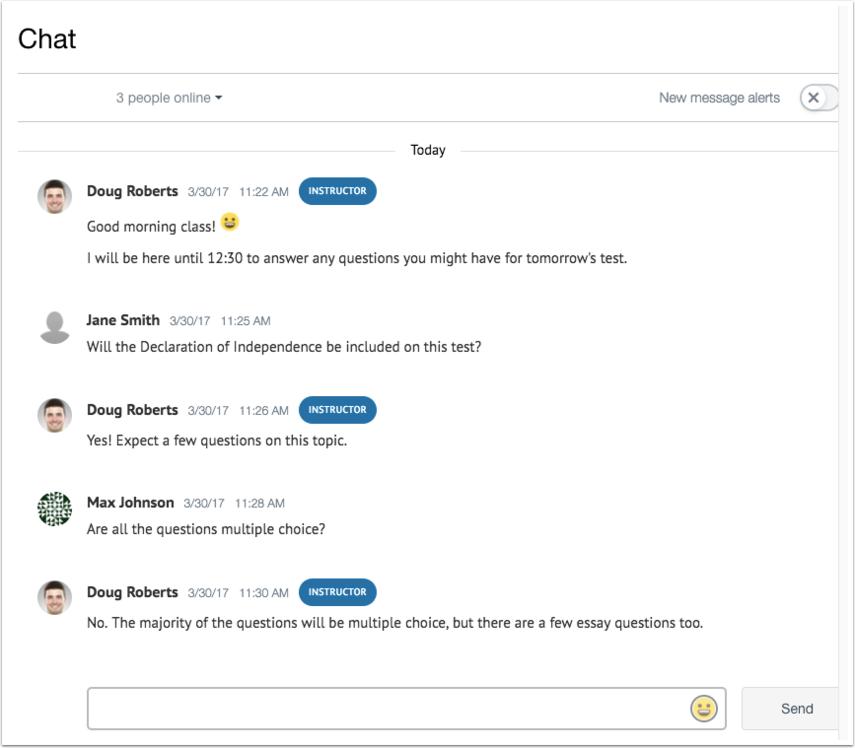 Chat
3 people online
New message alerts
Today
Doug Roberts 3/30/17 11:22 AM INSTRUCTOR
Good morning class! 😀
I will be here until 12:30 to answer any questions you might have for tomorrow's test.
Jane Smith 3/30/17 11:25 AM
Will the Declaration of Independence be included on this test?
Doug Roberts 3/30/17 11:26 AM INSTRUCTOR
Yes! Expect a few questions on this topic.
Max Johnson 3/30/17 11:28 AM
Are all the questions multiple choice?
Doug Roberts 3/30/17 11:30 AM INSTRUCTOR
No. The majority of the questions will be multiple choice, but there are a few essay questions too.
Send